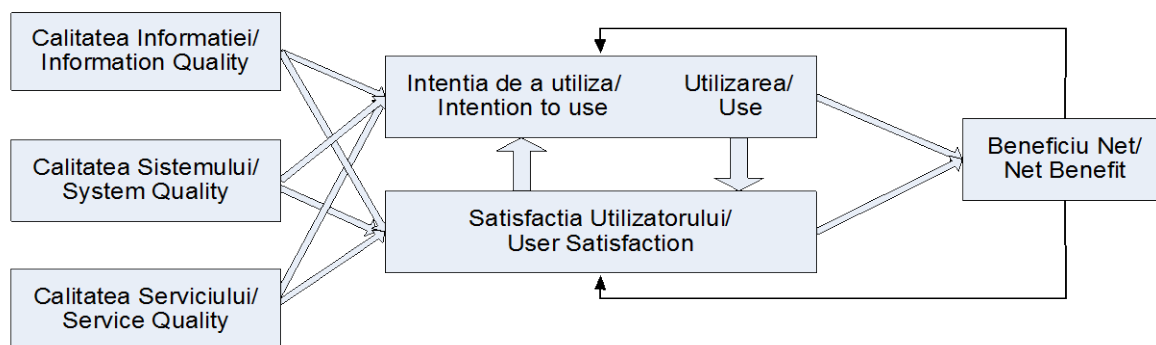 Calitatea Informatiei/
Information Quality
Intentia de a utiliza/
Intention to use
Utilizarea/
Use
Calitatea Sistemului/
System Quality
Beneficiu Net/
Net Benefit
Satisfactia Utilizatorului/
User Satisfaction
Calitatea Serviciului/
Service Quality